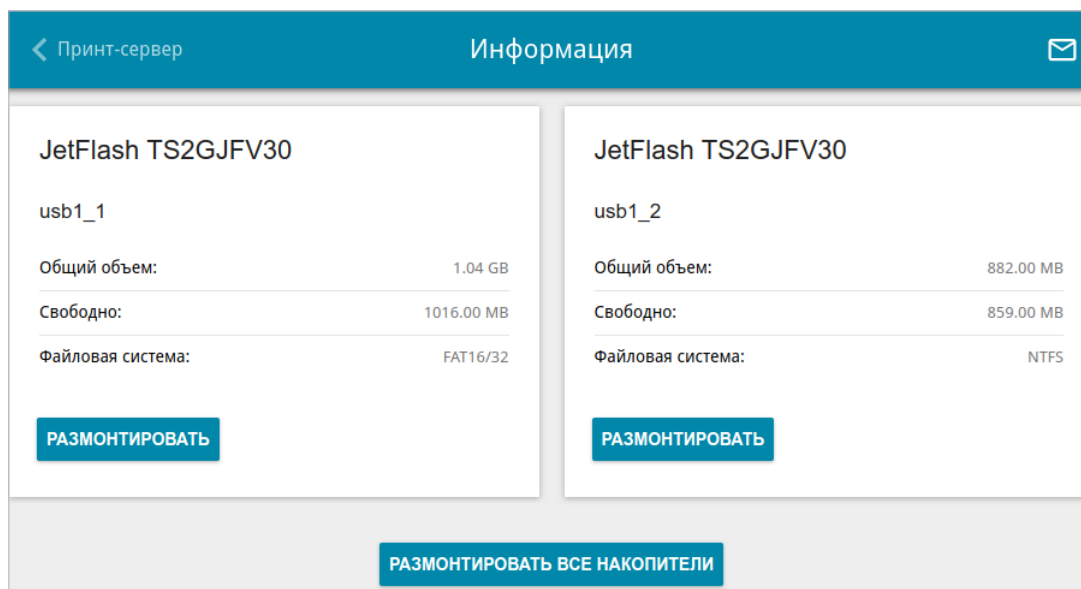 Принт-сервер
Информация
JetFlash TS2GJFV30
usb1_1
Общий объем: 1.04 GB
Свободно: 1016.00 MB
Файловая система: FAT16/32
РАЗМОНТИРОВАТЬ
JetFlash TS2GJFV30
usb1_2
Общий объем: 882.00 MB
Свободно: 859.00 MB
Файловая система: NTFS
РАЗМОНТИРОВАТЬ
РАЗМОНТИРОВАТЬ ВСЕ НАКОПИТЕЛИ